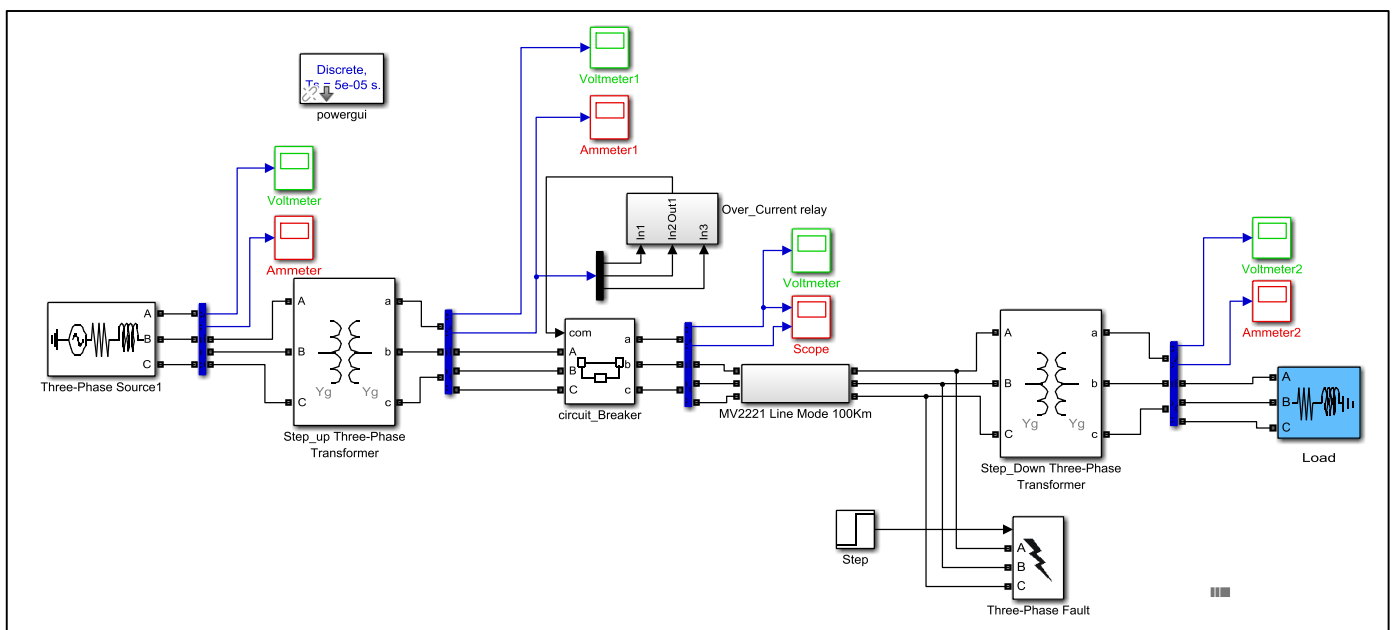 Discrete,
Ts = 5e-05 s.
powergui
Voltmeter
Ammeter
Voltmeter1
Ammeter1
Over_Current relay
Out1
In1
In2
In3
Voltmeter
Scope
Voltmeter2
Ammeter2
A
B
C
Three-Phase Source1
A
B
C
a
b
c
Yg
Step_up Three-Phase
Transformer
com
A
B
C
a
b
c
circuit_Breaker
MV2221 Line Mode 100Km
A
B
C
a
b
c
Yg
Yg
Step_Down Three-Phase
Transformer
A
B
C
Load
Step
A
B
C
Three-Phase Fault